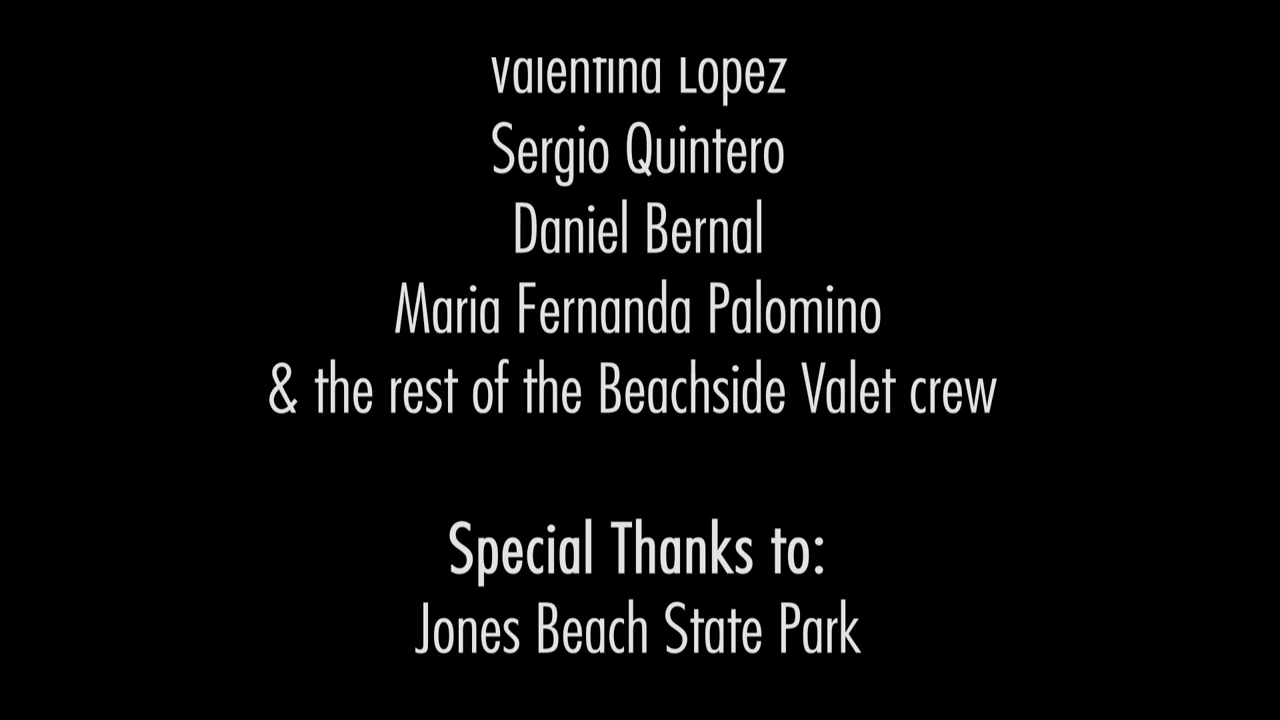 Valentina Lopez
Sergio Quintero
Daniel Bernal
Maria Fernanda Palomino
& the rest of the Beachside Valet crew
Special Thanks to:
Jones Beach State Park